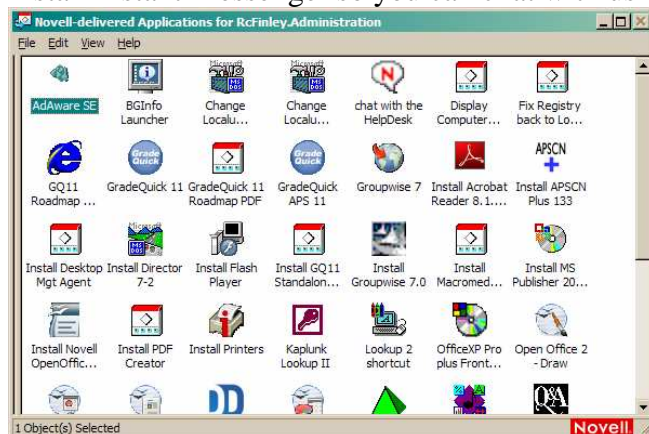 Novell-delivered Applications for RcFinley.Administration
File Edit View Help
AdAware SE
BGInfo Launcher
Change Localu...
Change Localu...
chat with the HelpDesk
Display Computer...
Fix Registry back to Lo...
GQ11 Roadmap ...
GradeQuick 11
GradeQuick 11 Roadmap PDF
GradeQuick APS 11
Groupwise 7
Install Acrobat Reader 8.1....
Install APSCN Plus 133
Install Desktop Mgt Agent
Install Director 7-2
Install Flash Player
Install GQ11 Standalon...
Install Groupwise 7.0
Install Macromed...
Install MS Publisher 20...
Install Novell OpenOffic...
Install PDF Creator
Install Printers
Kaplunk Lookup II
Lookup 2 shortcut
OfficeXP Pro plus Front...
Open Office 2 - Draw
Q&A
1 Object(s) Selected
Novell